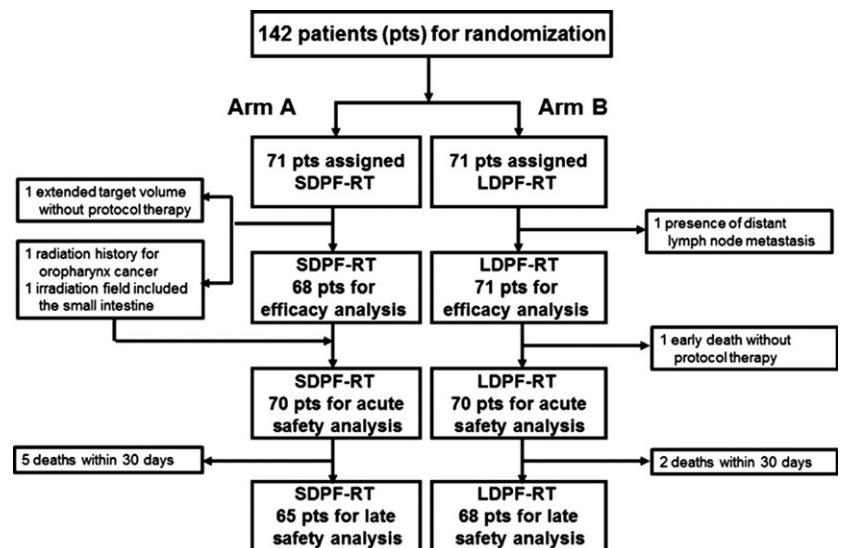 142 patients (pts) for randomization
Arm A
Arm B
71 pts assigned
SDPF-RT
71 pts assigned
LDPF-RT
1 extended target volume
without protocol therapy
1 presence of distant
lymph node metastasis
1 radiation history for
oropharynx cancer
1 irradiation field included
the small intestine
SDPF-RT
68 pts for
efficacy analysis
LDPF-RT
71 pts for
efficacy analysis
1 early death without
protocol therapy
SDPF-RT
70 pts for acute
safety analysis
LDPF-RT
70 pts for acute
safety analysis
5 deaths within 30 days
2 deaths within 30 days
SDPF-RT
65 pts for late
safety analysis
LDPF-RT
68 pts for late
safety analysis